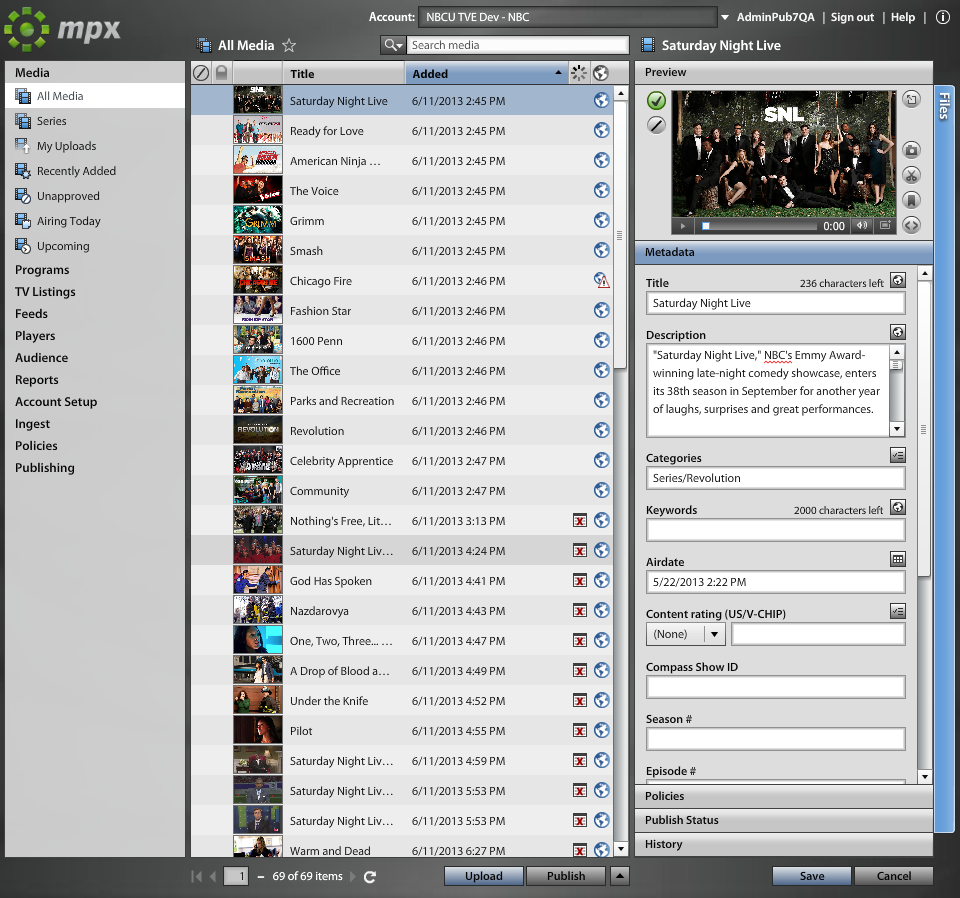 mpx
Account: NBCU TVE Dev - NBC
AdminPub7QA | Sign out | Help |
All Media
Search media
Saturday Night Live
Media
All Media
Series
My Uploads
Recently Added
Unapproved
Airing Today
Upcoming
Programs
TV Listings
Feeds
Players
Audience
Reports
Account Setup
Ingest
Policies
Publishing
Title Added
Saturday Night Live 6/11/2013 2:45 PM
Ready for Love 6/11/2013 2:45 PM
American Ninja … 6/11/2013 2:45 PM
The Voice 6/11/2013 2:45 PM
Grimm 6/11/2013 2:45 PM
Smash 6/11/2013 2:45 PM
Chicago Fire 6/11/2013 2:45 PM
Fashion Star 6/11/2013 2:45 PM
1600 Penn 6/11/2013 2:46 PM
The Office 6/11/2013 2:46 PM
Parks and Recreation 6/11/2013 2:46 PM
Revolution 6/11/2013 2:46 PM
Celebrity Apprentice 6/11/2013 2:47 PM
Community 6/11/2013 2:47 PM
Nothing's Free, Lit… 6/11/2013 3:13 PM
Saturday Night Liv… 6/11/2013 4:24 PM
God Has Spoken 6/11/2013 4:41 PM
Nazdarovya 6/11/2013 4:43 PM
One, Two, Three... … 6/11/2013 4:47 PM
A Drop of Blood a… 6/11/2013 4:49 PM
Under the Knife 6/11/2013 4:52 PM
Pilot 6/11/2013 4:55 PM
Saturday Night Liv… 6/11/2013 4:59 PM
Saturday Night Liv… 6/11/2013 5:53 PM
Saturday Night Liv… 6/11/2013 5:53 PM
Warm and Dead 6/11/2013 6:27 PM
1 – 69 of 69 items
Upload
Publish
Preview
SNL
0:00
Files
Metadata
Title 236 characters left
Saturday Night Live
Description
"Saturday Night Live," NBC's Emmy Award-
winning late-night comedy showcase, enters
its 38th season in September for another year
of laughs, surprises and great performances.
Categories
Series/Revolution
Keywords 2000 characters left
Airdate
5/22/2013 2:22 PM
Content rating (US/V-CHIP)
(None)
Compass Show ID
Season #
Episode #
Policies
Publish Status
History
Save
Cancel